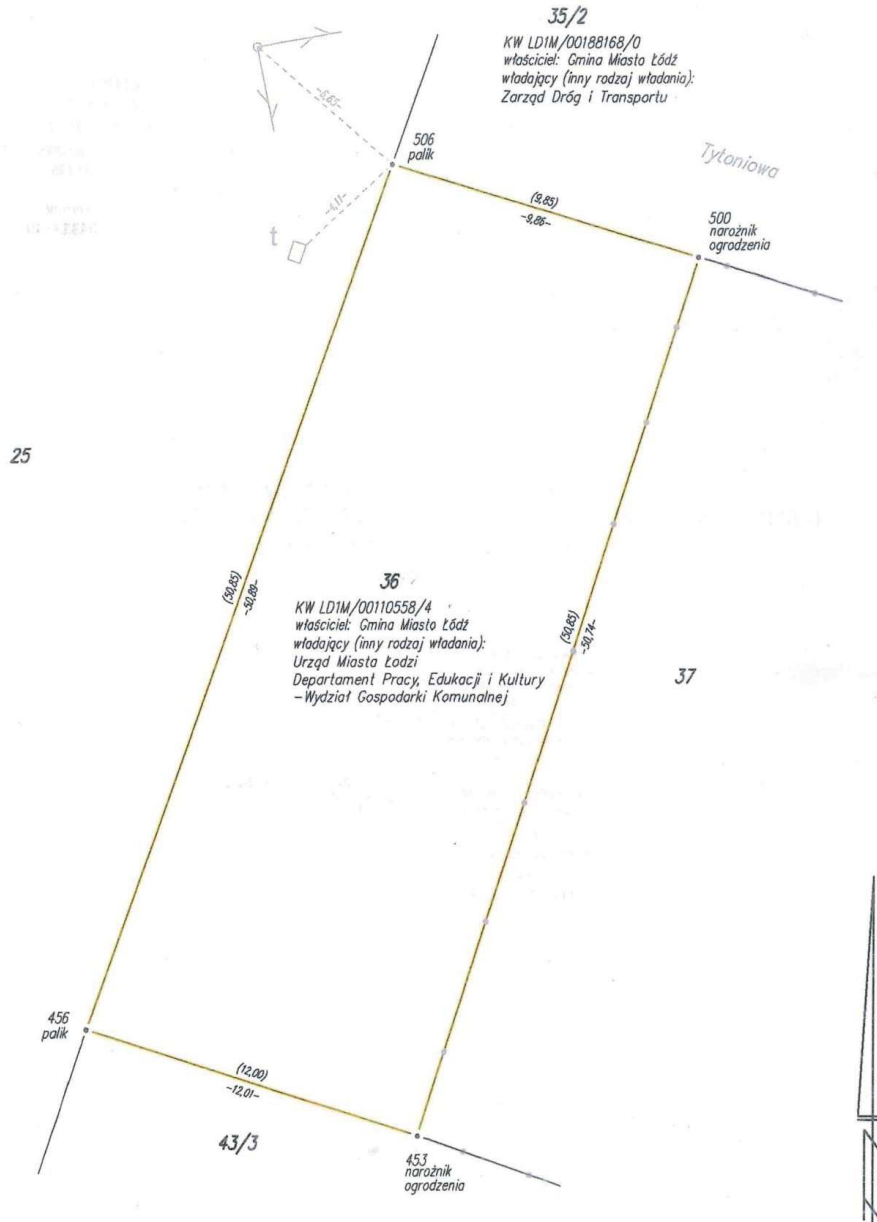 35/2
KW LD1M/00188168/0
właściciel: Gmina Miasto Łódź
władający (inny rodzaj władania):
Zarząd Dróg i Transportu
-6,63-
506
palik
Tytoniowa
(9,85)
-9,86-
500
narożnik
ogrodzenia
-4,11-
t
25
36
KW LD1M/00110558/4
właściciel: Gmina Miasto Łódź
władający (inny rodzaj władania):
Urząd Miasta Łodzi
Departament Pracy, Edukacji i Kultury
-Wydział Gospodarki Komunalnej
(50,85)
-50,89-
(50,85)
-50,74-
37
456
palik
(12,00)
-12,01-
43/3
453
narożnik
ogrodzenia